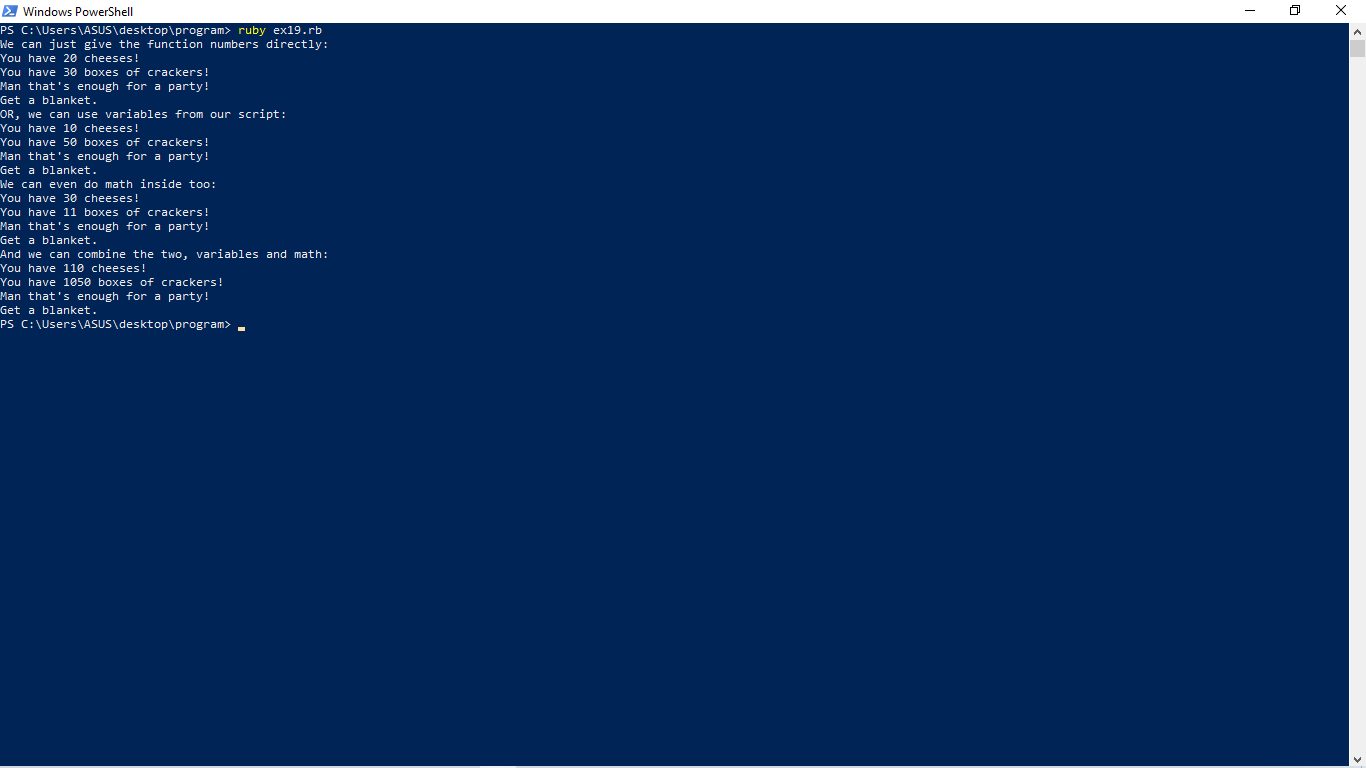 Windows PowerShell
PS C:\Users\ASUS\desktop\program> ruby ex19.rb
We can just give the function numbers directly:
You have 20 cheeses!
You have 30 boxes of crackers!
Man that's enough for a party!
Get a blanket.
OR, we can use variables from our script:
You have 10 cheeses!
You have 50 boxes of crackers!
Man that's enough for a party!
Get a blanket.
We can even do math inside too:
You have 30 cheeses!
You have 11 boxes of crackers!
Man that's enough for a party!
Get a blanket.
And we can combine the two, variables and math:
You have 110 cheeses!
You have 1050 boxes of crackers!
Man that's enough for a party!
Get a blanket.
PS C:\Users\ASUS\desktop\program>